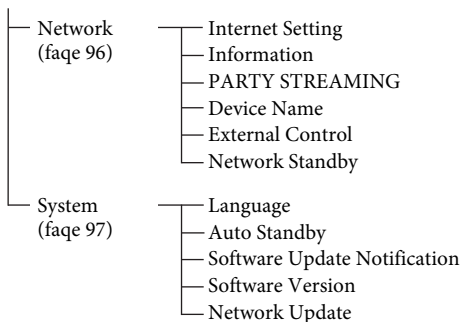 Network
(faqe 96)
Internet Setting
Information
PARTY STREAMING
Device Name
External Control
Network Standby
System
(faqe 97)
Language
Auto Standby
Software Update Notification
Software Version
Network Update